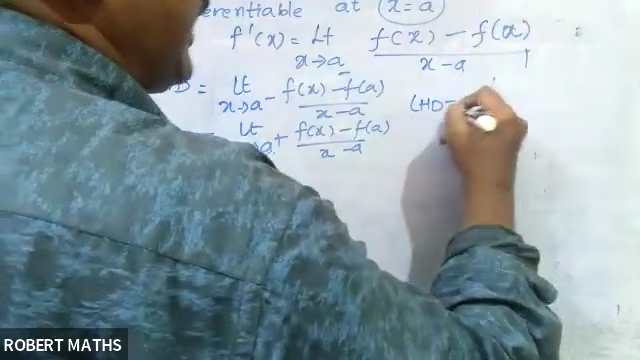 erentiable at (x = a)
f'(x) = Lt x→a f(x) - f(a) / x - a
D = Lt x→a- f(x) - f(a) / x - a
= Lt →a+ f(x) - f(a) / x - a
(HD =
ROBERT MATHS